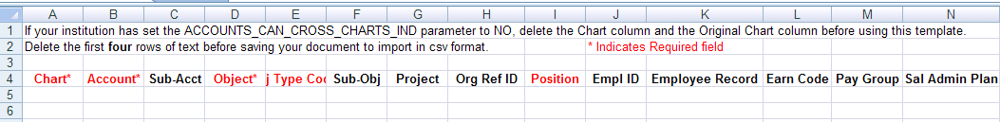 A B C D E F G H I J K L M N
1 If your institution has set the ACCOUNTS_CAN_CROSS_CHARTS_IND parameter to NO, delete the Chart column and the Original Chart column before using this template.
2 Delete the first four rows of text before saving your document to import in csv format. * Indicates Required field
3
4 Chart* Account* Sub-Acct Object* j Type Coc Sub-Obj Project Org Ref ID Position Empl ID Employee Record Earn Code Pay Group Sal Admin Plan
5
6